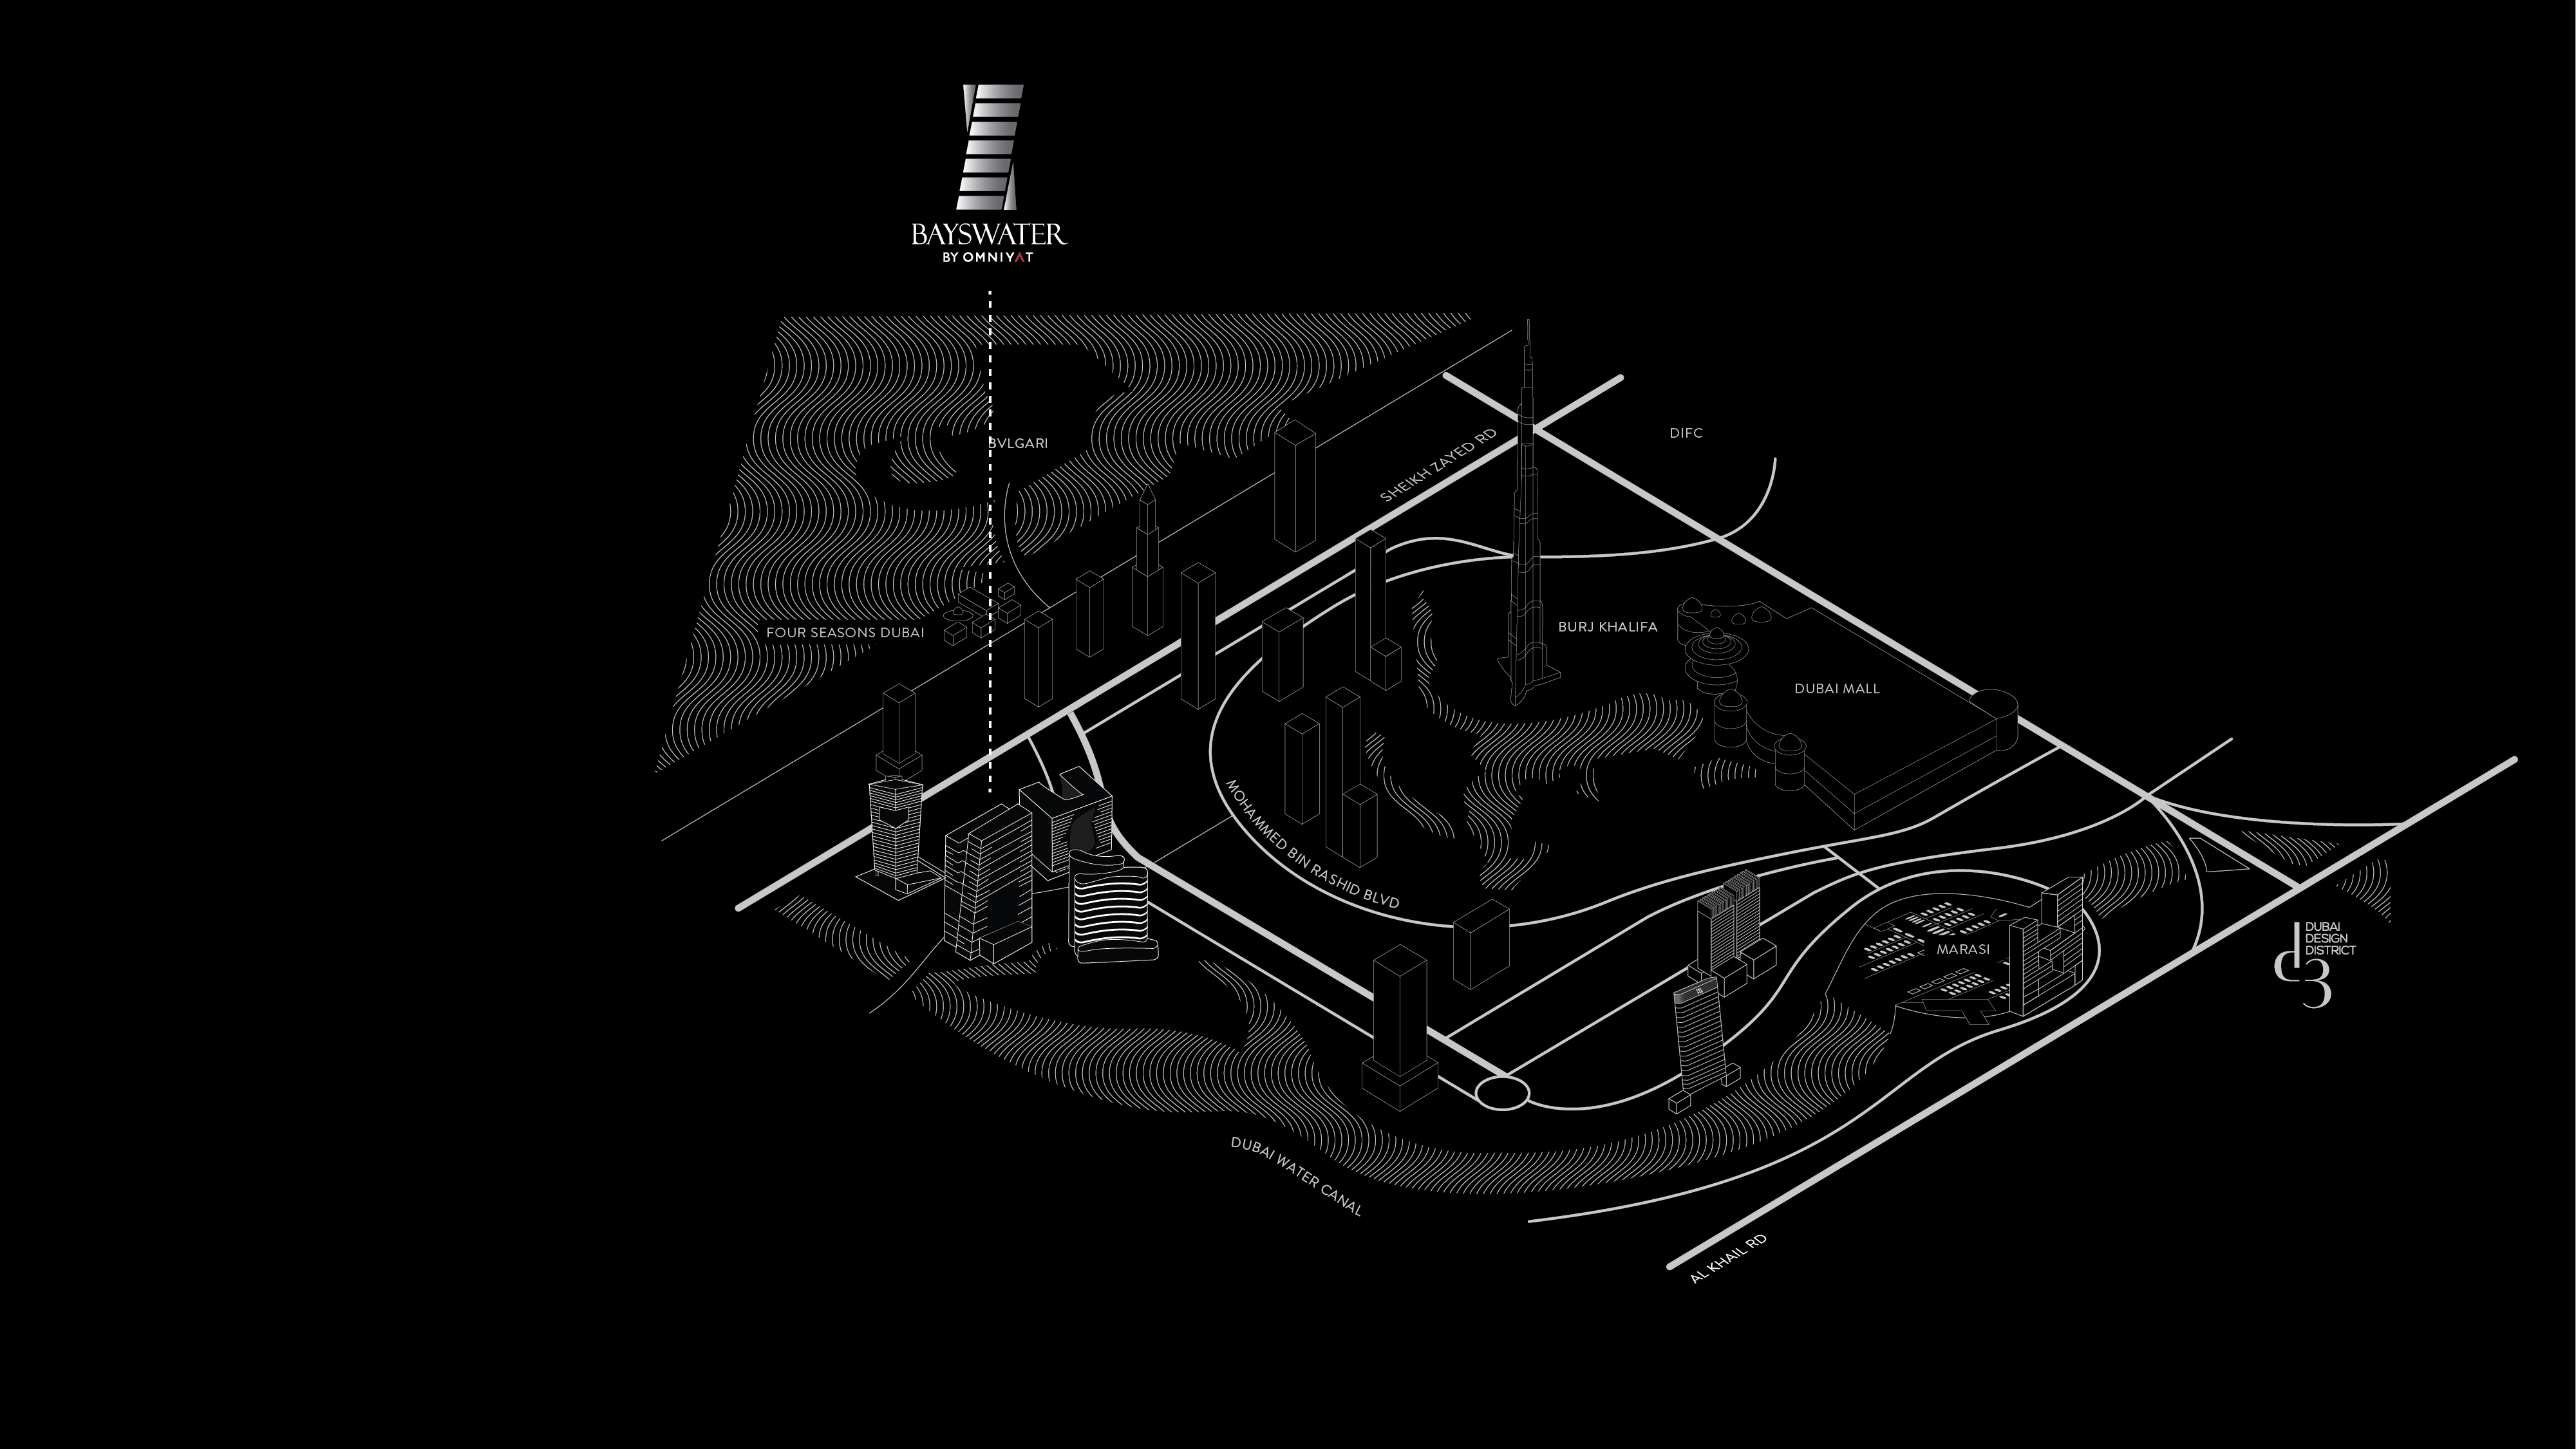 BAYSWATER
BY OMNIYAT
BVLGARI
DIFC
SHEIKH ZAYED RD
FOUR SEASONS DUBAI
BURJ KHALIFA
DUBAI MALL
MOHAMMED BIN RASHID BLVD
MARASI
DUBAI
DESIGN
DISTRICT
d3
DUBAI WATER CANAL
AL KHAIL RD